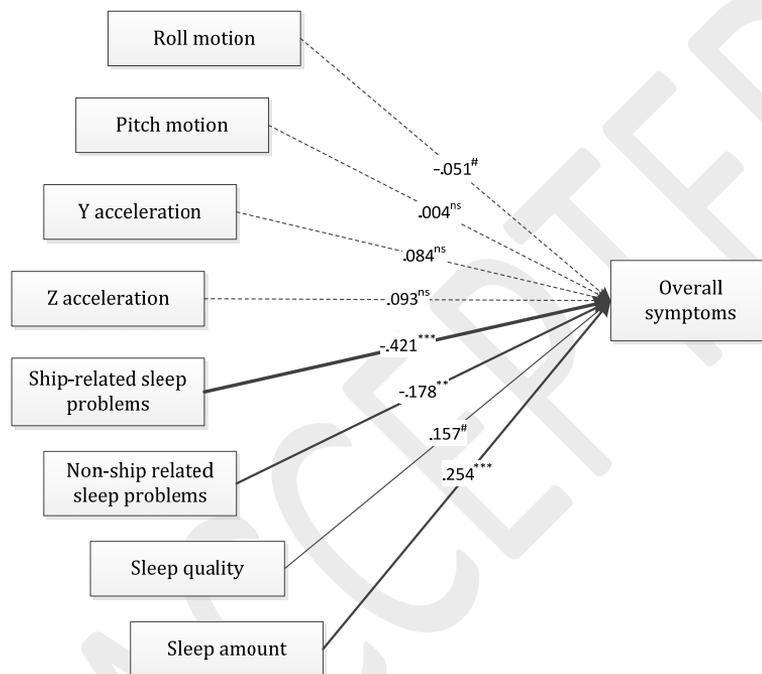 Roll motion
Pitch motion
Y acceleration
Z acceleration
Ship-related sleep
problems
Non-ship related
sleep problems
Sleep quality
Sleep amount
-.051#
.004ns
.084ns
.093ns
-.421***
-.178**
.157#
.254***
Overall
symptoms
ACCEPTED